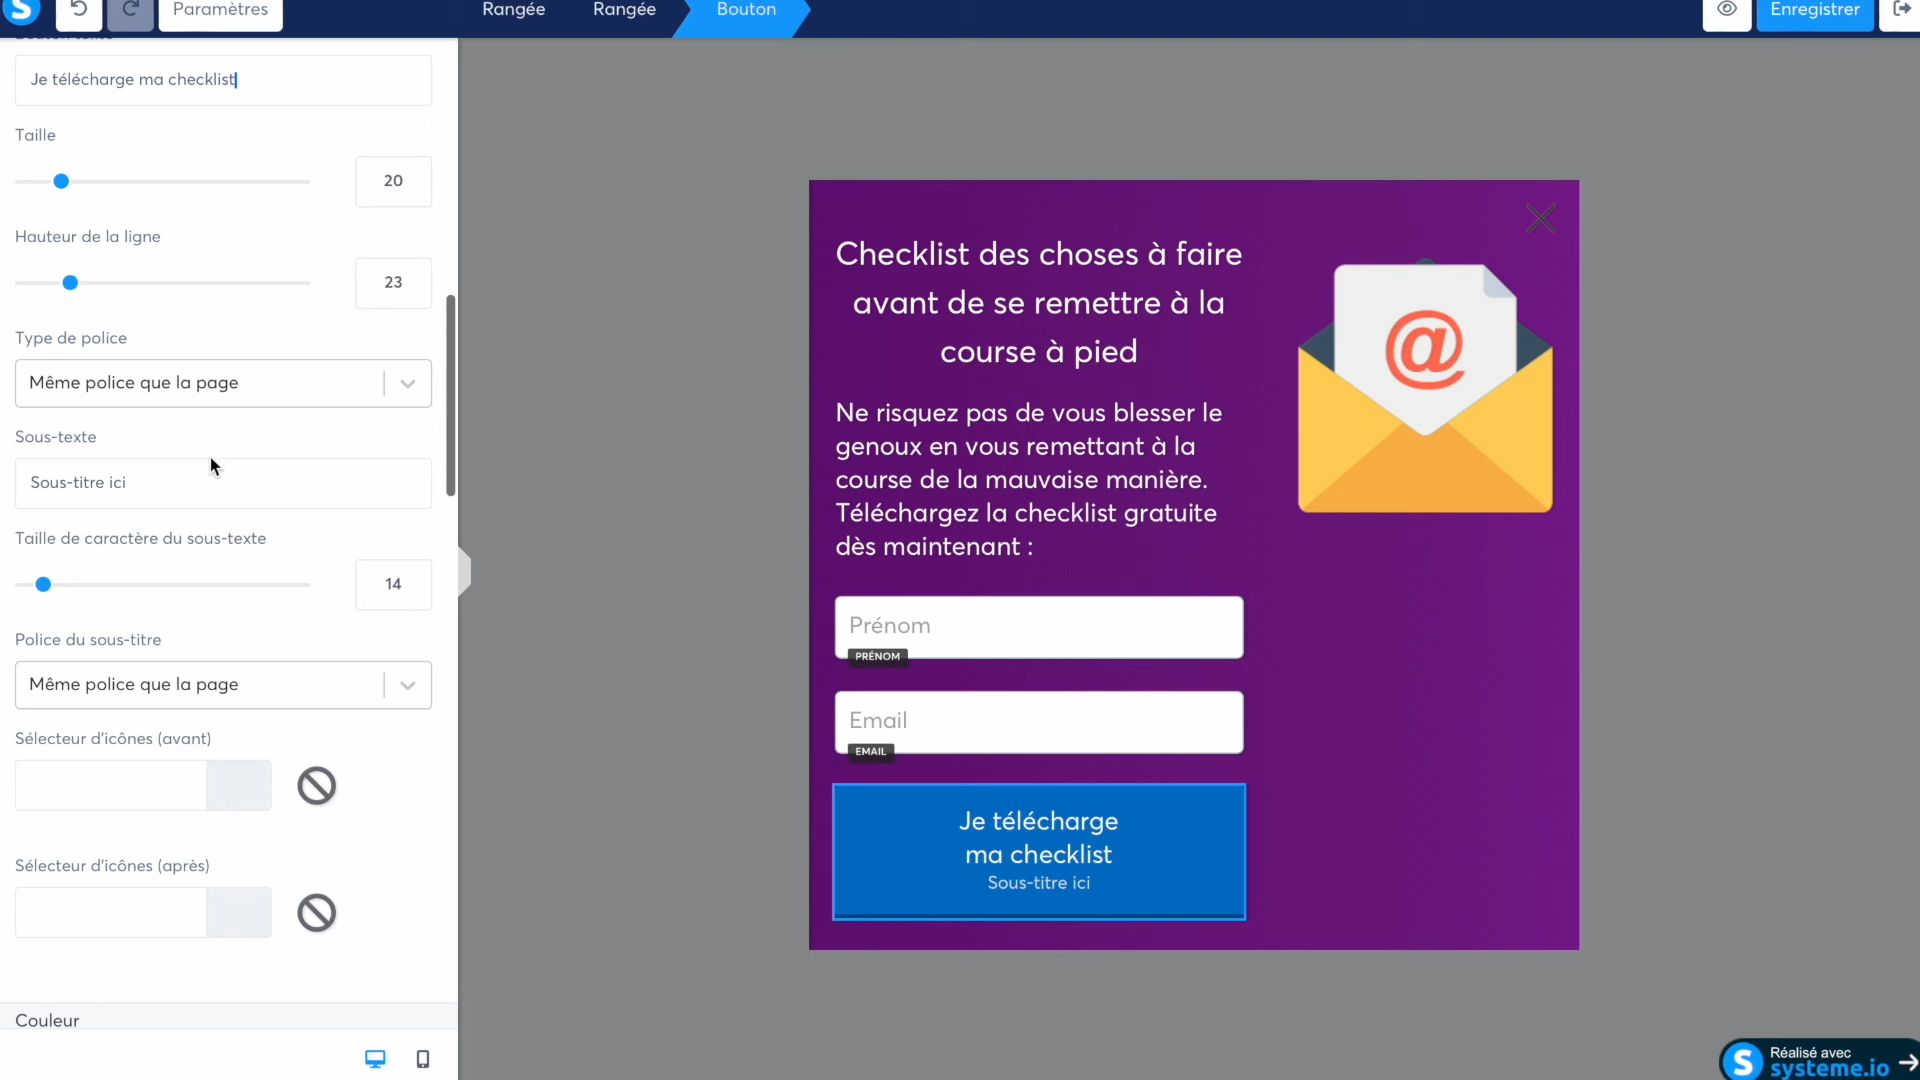 S
Paramètres
Rangée
Rangée
Bouton
Enregistrer
Je télécharge ma checklist
Taille
20
Hauteur de la ligne
23
Type de police
Même police que la page
Sous-texte
Sous-titre ici
Taille de caractère du sous-texte
14
Police du sous-titre
Même police que la page
Sélecteur d'icônes (avant)
Sélecteur d'icônes (après)
Couleur
Checklist des choses à faire
avant de se remettre à la
course à pied
@
Ne risquez pas de vous blesser le
genoux en vous remettant à la
course de la mauvaise manière.
Téléchargez la checklist gratuite
dès maintenant :
Prénom
PRÉNOM
Email
EMAIL
Je télécharge
ma checklist
Sous-titre ici
S
Réalisé avec
systeme.io